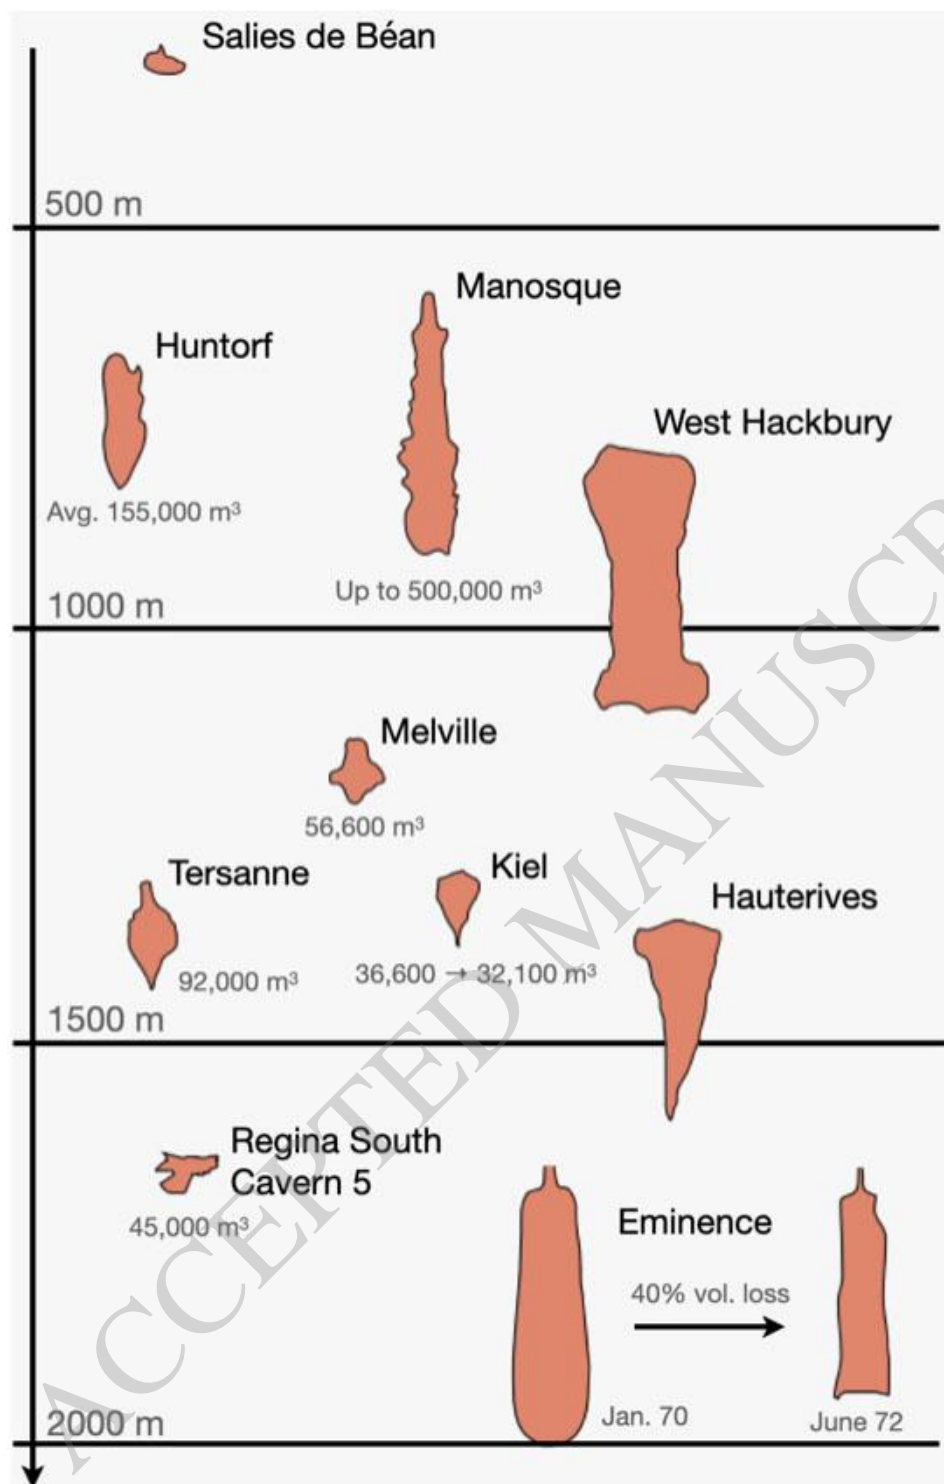 Salies de Béan
500 m
Manosque
Huntorf
West Hackbury
Avg. 155,000 m³
Up to 500,000 m³
1000 m
Melville
56,600 m³
Tersanne
Kiel
Hauterives
92,000 m³
36,600 → 32,100 m³
1500 m
Regina South
Cavern 5
45,000 m³
Eminence
40% vol. loss
Jan. 70
June 72
2000 m
ACCEPTED MANUSCR